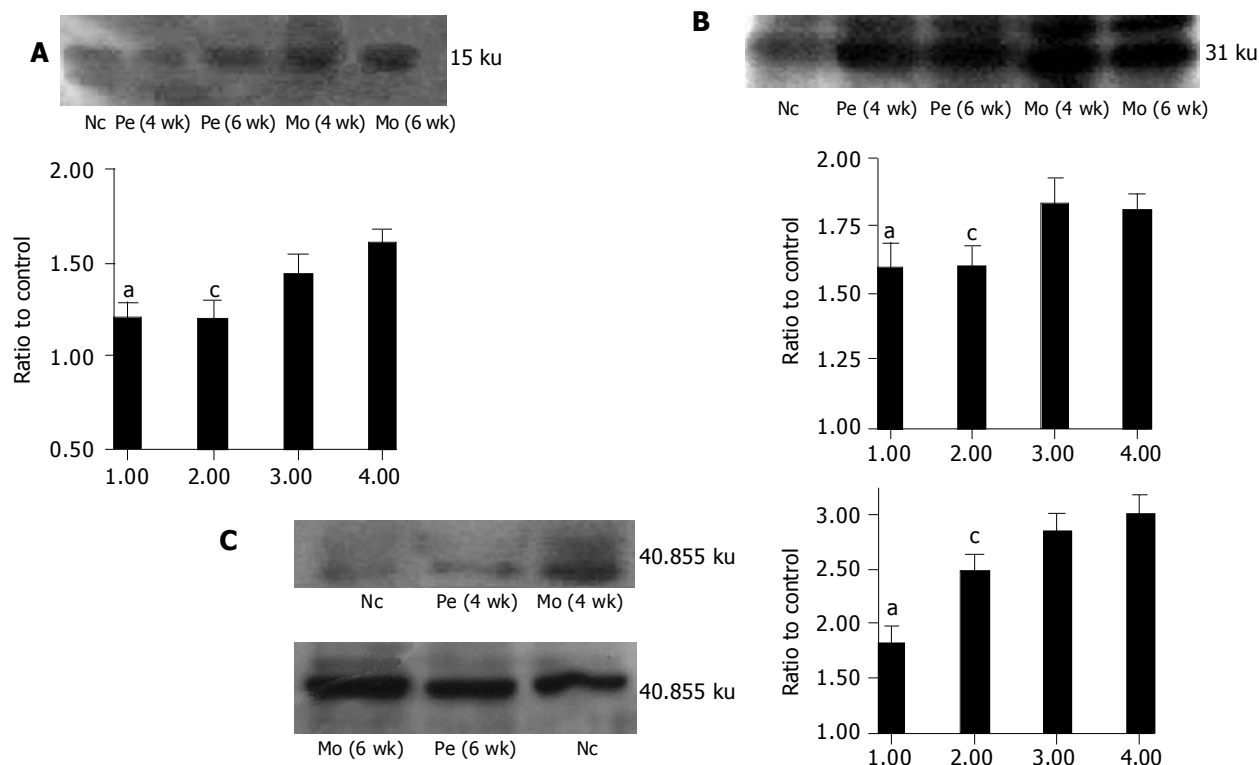 A
15 ku
Nc Pe (4 wk) Pe (6 wk) Mo (4 wk) Mo (6 wk)
2.00
1.50
1.00
0.50
Ratio to control
a
c
1.00 2.00 3.00 4.00
B
31 ku
Nc Pe (4 wk) Pe (6 wk) Mo (4 wk) Mo (6 wk)
2.00
1.75
1.50
1.25
1.00
Ratio to control
a
c
1.00 2.00 3.00 4.00
C
40.855 ku
Nc Pe (4 wk) Mo (4 wk)
40.855 ku
Mo (6 wk) Pe (6 wk) Nc
3.00
2.50
2.00
1.50
1.00
Ratio to control
a
c
1.00 2.00 3.00 4.00